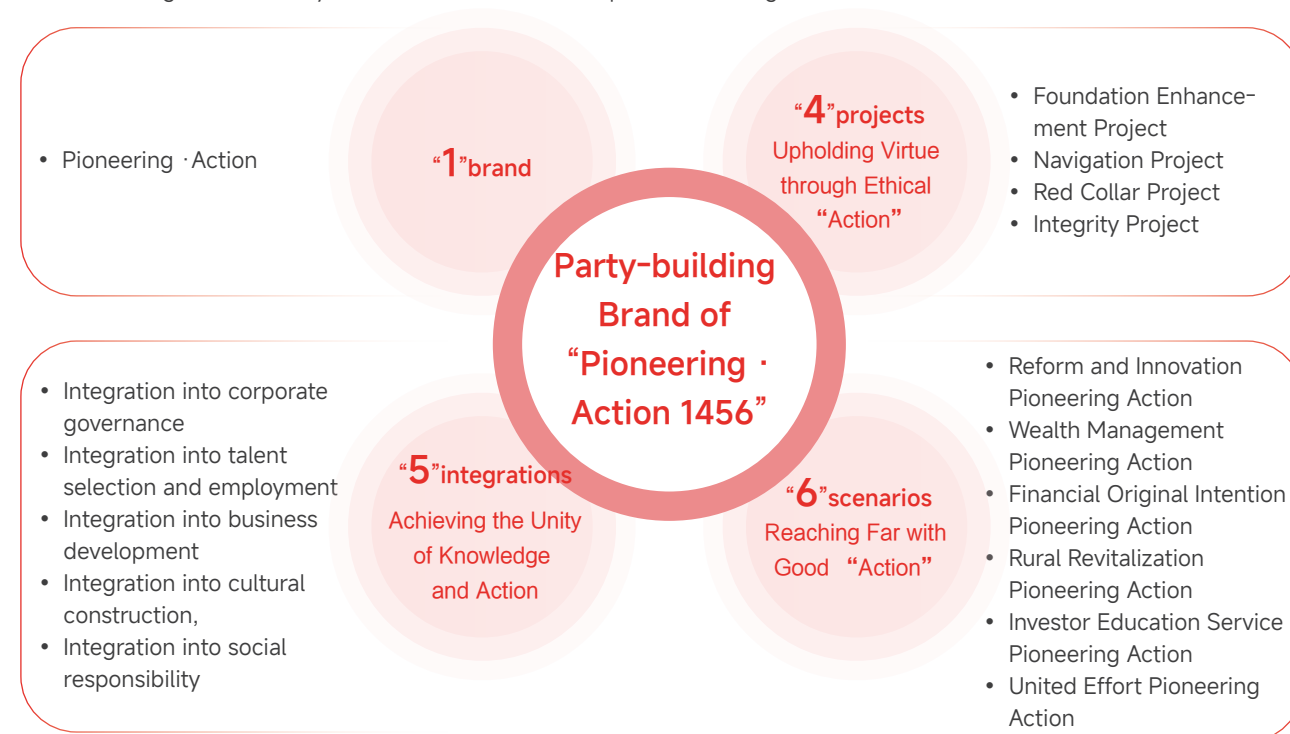 • Pioneering · Action
“1”brand
“4”projects
Upholding Virtue
through Ethical
“Action”
• Foundation Enhance-
ment Project
• Navigation Project
• Red Collar Project
• Integrity Project
Party-building
Brand of
“Pioneering ·
Action 1456”
• Integration into corporate
governance
• Integration into talent
selection and employment
• Integration into business
development
• Integration into cultural
construction,
• Integration into social
responsibility
“5”integrations
Achieving the Unity
of Knowledge
and Action
“6”scenarios
Reaching Far with
Good “Action”
• Reform and Innovation
Pioneering Action
• Wealth Management
Pioneering Action
• Financial Original Intention
Pioneering Action
• Rural Revitalization
Pioneering Action
• Investor Education Service
Pioneering Action
• United Effort Pioneering
Action